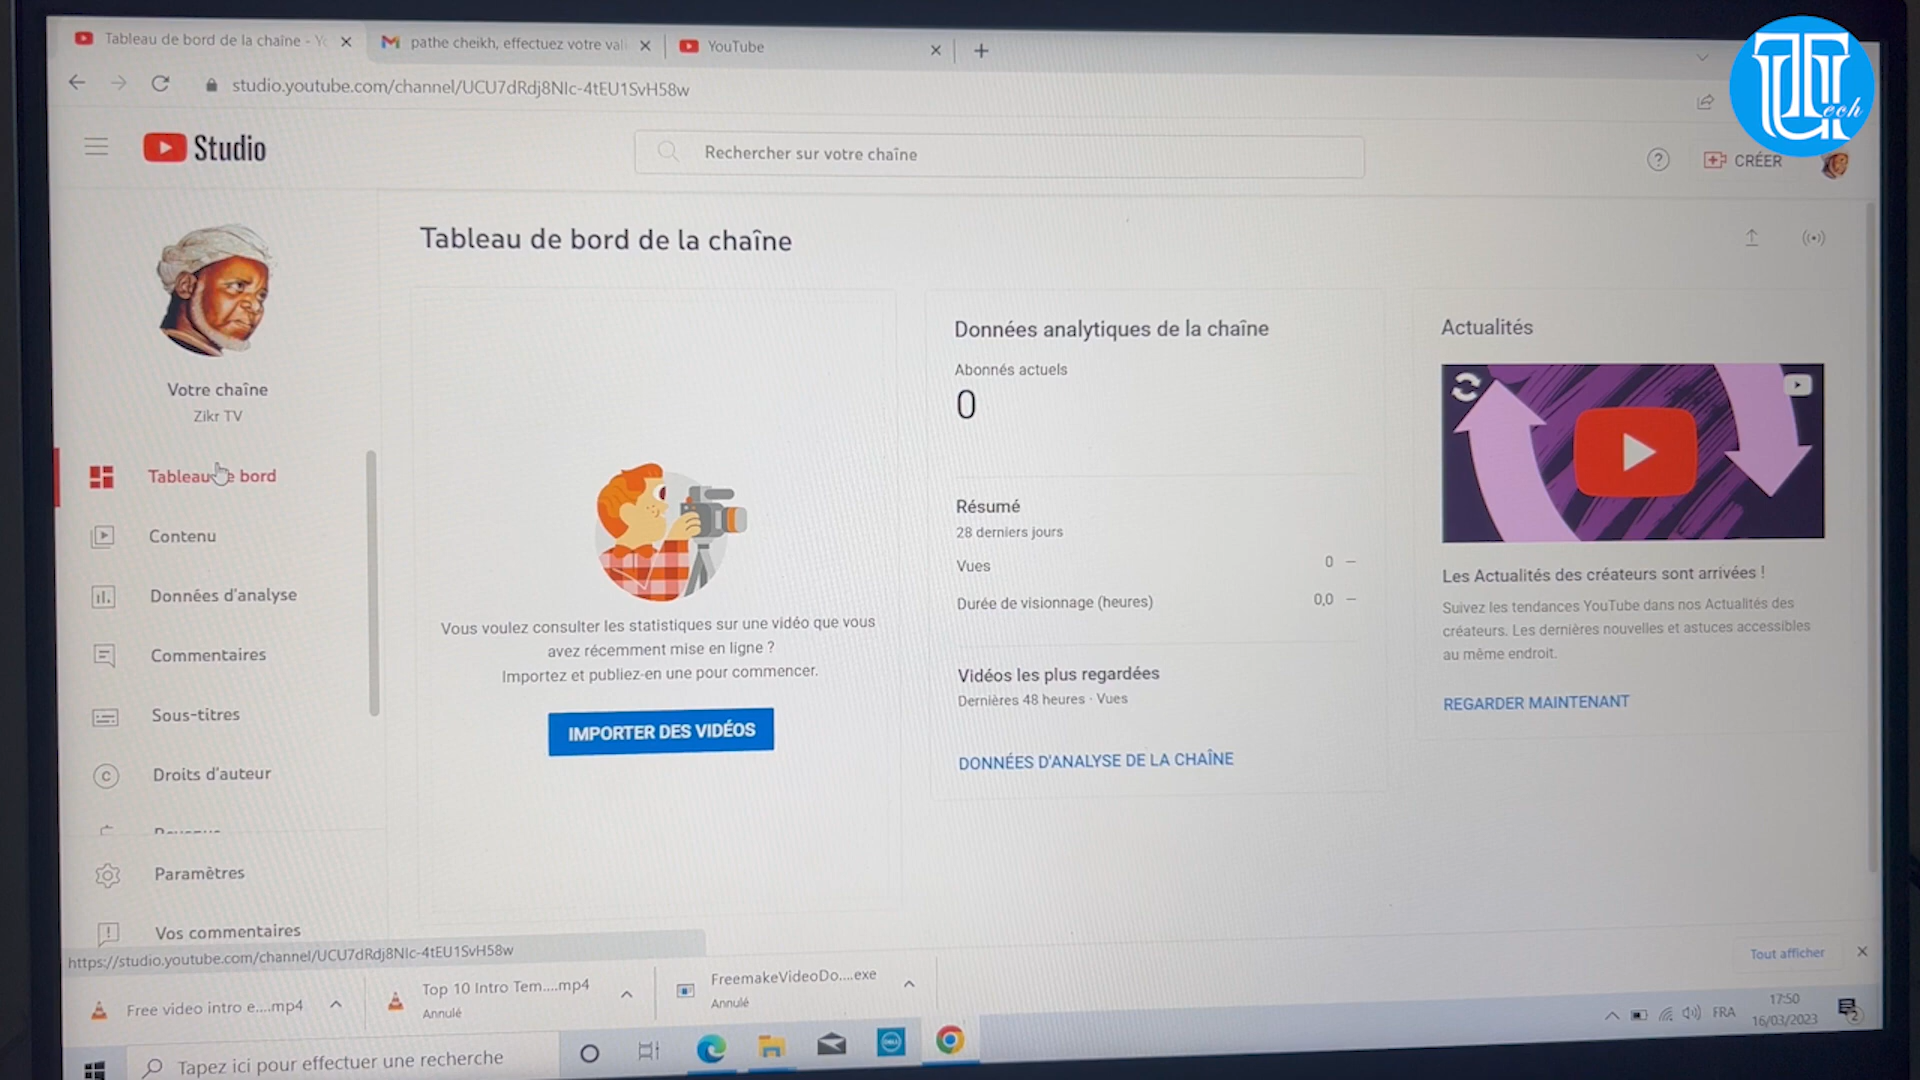 Tableau de bord de la chaîne - Yo
pathe cheikh, effectuez votre vali
YouTube
studio.youtube.com/channel/UCU7dRdj8NIc-4tEU1SvH58w
Studio
Rechercher sur votre chaîne
CRÉER
Tech
Tableau de bord de la chaîne
Votre chaîne
Zikr TV
Tableau de bord
Contenu
Données d'analyse
Commentaires
Sous-titres
Droits d'auteur
Paramètres
Vos commentaires
Vous voulez consulter les statistiques sur une vidéo que vous
avez récemment mise en ligne ?
Importez et publiez-en une pour commencer.
IMPORTER DES VIDÉOS
Données analytiques de la chaîne
Abonnés actuels
0
Résumé
28 derniers jours
Vues 0 —
Durée de visionnage (heures) 0,0 —
Vidéos les plus regardées
Dernières 48 heures · Vues
DONNÉES D'ANALYSE DE LA CHAÎNE
Actualités
Les Actualités des créateurs sont arrivées !
Suivez les tendances YouTube dans nos Actualités des
créateurs. Les dernières nouvelles et astuces accessibles
au même endroit.
REGARDER MAINTENANT
https://studio.youtube.com/channel/UCU7dRdj8NIc-4tEU1SvH58w
Free video intro e....mp4
Top 10 Intro Tem....mp4
Annulé
FreemakeVideoDo....exe
Annulé
Tout afficher
Tapez ici pour effectuer une recherche
DELL
FRA
17:50
16/03/2023
2